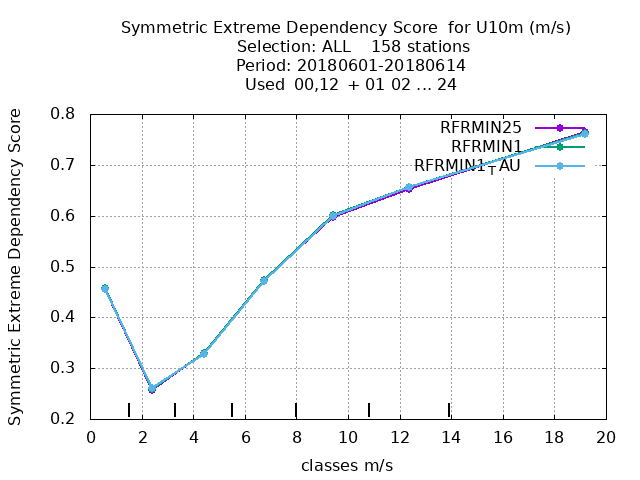 Symmetric Extreme Dependency Score for U10m (m/s)
Selection: ALL 158 stations
Period: 20180601-20180614
Used 00,12 + 01 02 ... 24
Symmetric Extreme Dependency Score
0.8
0.7
0.6
0.5
0.4
0.3
0.2
RFRMIN25
RFRMIN1
RFRMIN1_TAU
0 2 4 6 8 10 12 14 16 18 20
classes m/s